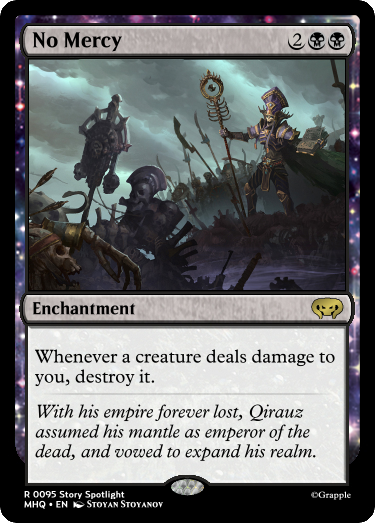 No Mercy 2
Enchantment
Whenever a creature deals damage to
you, destroy it.
With his empire forever lost, Qirauz
assumed his mantle as emperor of the
dead, and vowed to expand his realm.
R 0095 Story Spotlight
MHQ • EN Stoyan Stoyanov
©Grapple